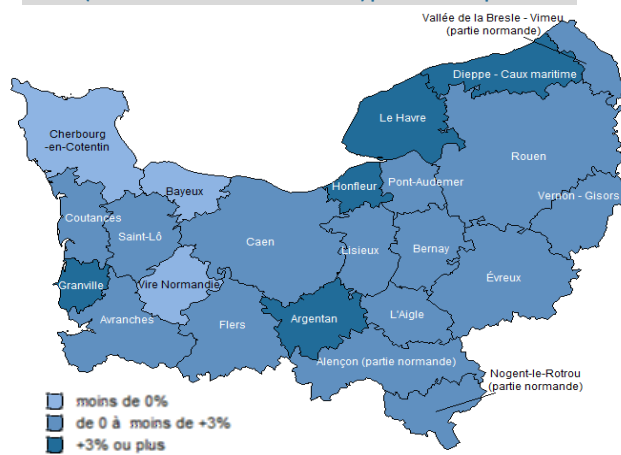 Vallée de la Bresle - Vimeu
(partie normande)
Dieppe - Caux maritime
Le Havre
Cherbourg
-en-Cotentin
Rouen
Bayeux
Honfleur
Pont-Audemer
Vernon - Gisors
Coutances
Saint-Lô
Caen
Lisieux
Bernay
Évreux
Granville
Vire Normandie
Avranches
Flers
Argentan
L'Aigle
Alençon (partie normande)
Nogent-le-Rotrou
(partie normande)
moins de 0%
de 0 à moins de +3%
+3% ou plus